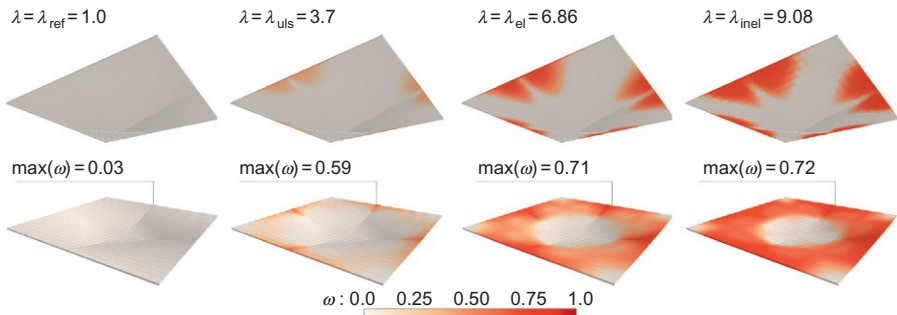 λ = λref = 1.0 λ = λuls = 3.7 λ = λel = 6.86 λ = λinel = 9.08
max(ω) = 0.03 max(ω) = 0.59 max(ω) = 0.71 max(ω) = 0.72
ω : 0.0 0.25 0.50 0.75 1.0